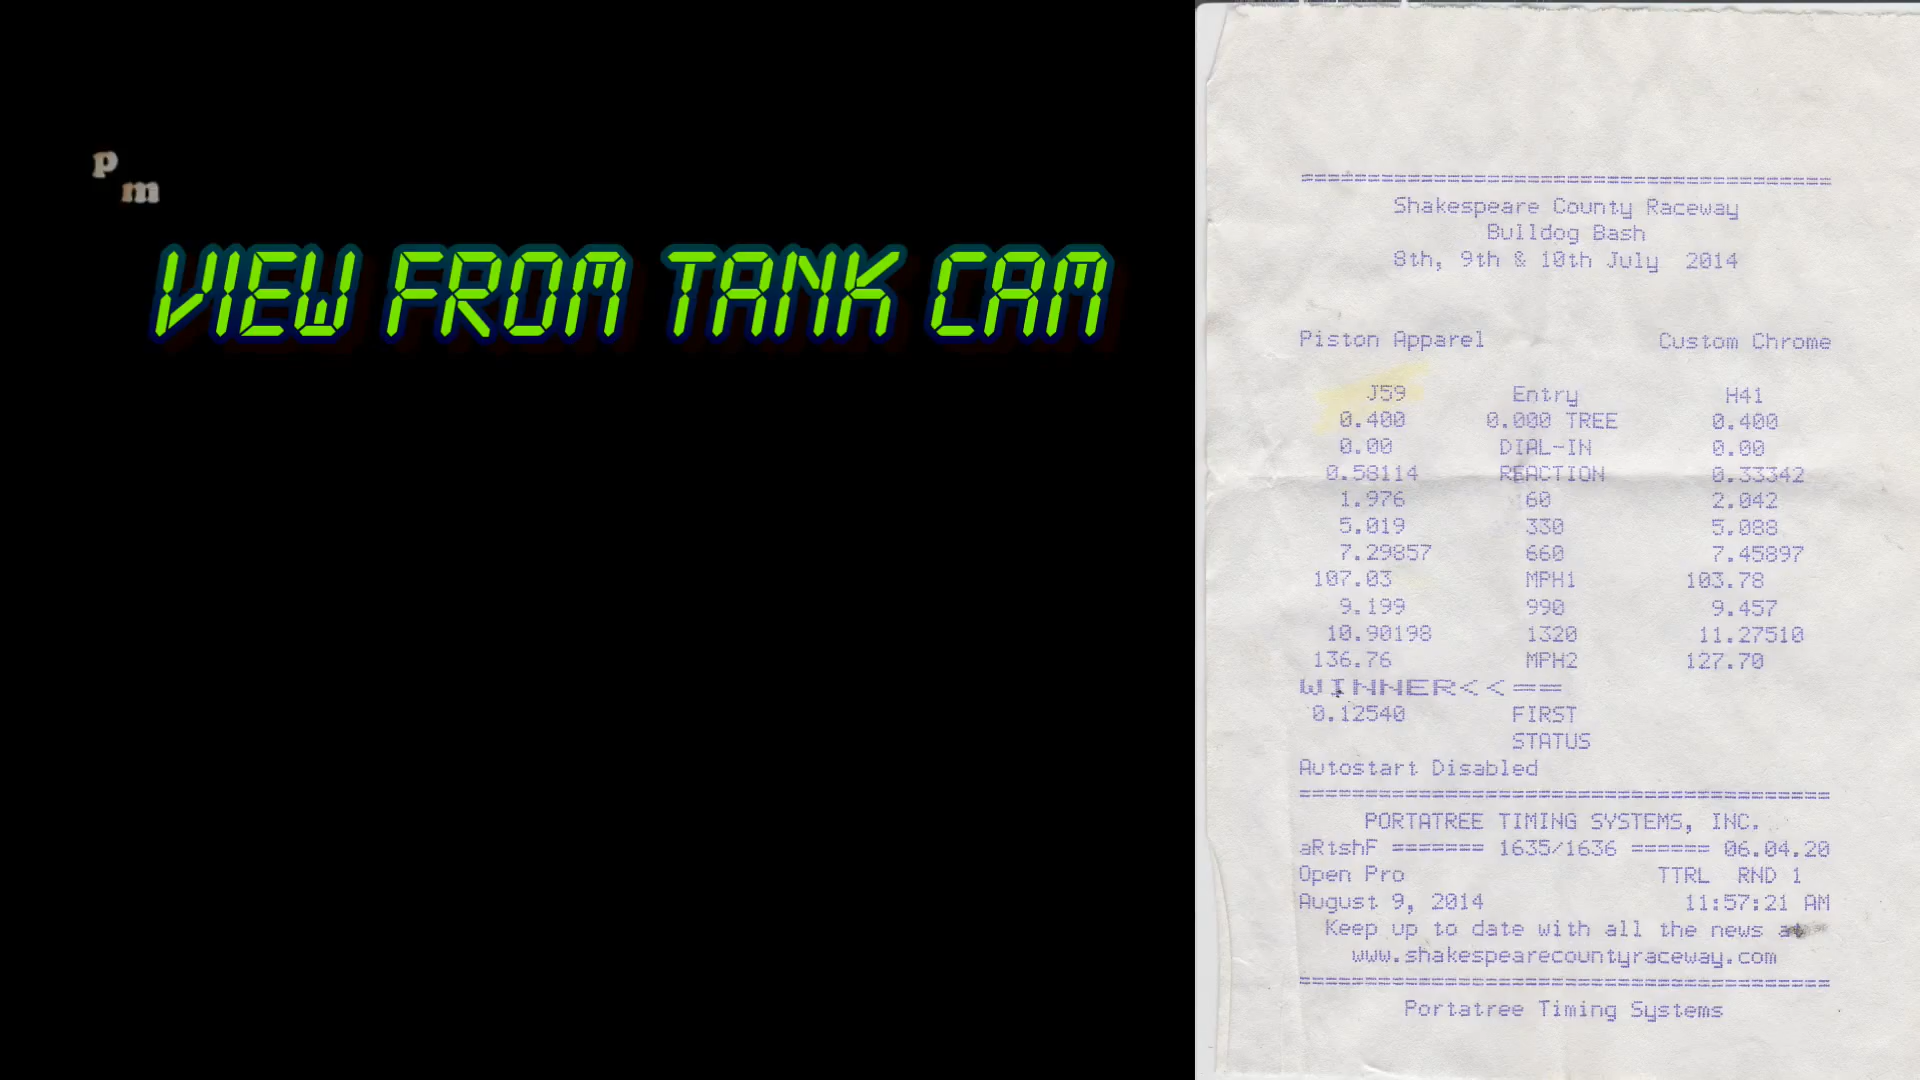 p
m
VIEW FROM TANK CAM
========================================
Shakespeare County Raceway
Bulldog Bash
8th, 9th & 10th July 2014
Piston Apparel Custom Chrome
J59 Entry H41
0.400 0.000 TREE 0.400
0.00 DIAL-IN 0.00
0.58114 REACTION 0.33342
1.976 60 2.042
5.019 330 5.088
7.29857 660 7.45897
107.03 MPH1 103.78
9.199 990 9.457
10.90198 1320 11.27510
136.76 MPH2 127.70
WINNER<<==
0.12540 FIRST
STATUS
Autostart Disabled
========================================
PORTATREE TIMING SYSTEMS, INC.
aRtshF ======= 1635/1636 ====== 06.04.20
Open Pro TTRL RND 1
August 9, 2014 11:57:21 AM
Keep up to date with all the news at
www.shakespearecountyraceway.com
========================================
Portatree Timing Systems